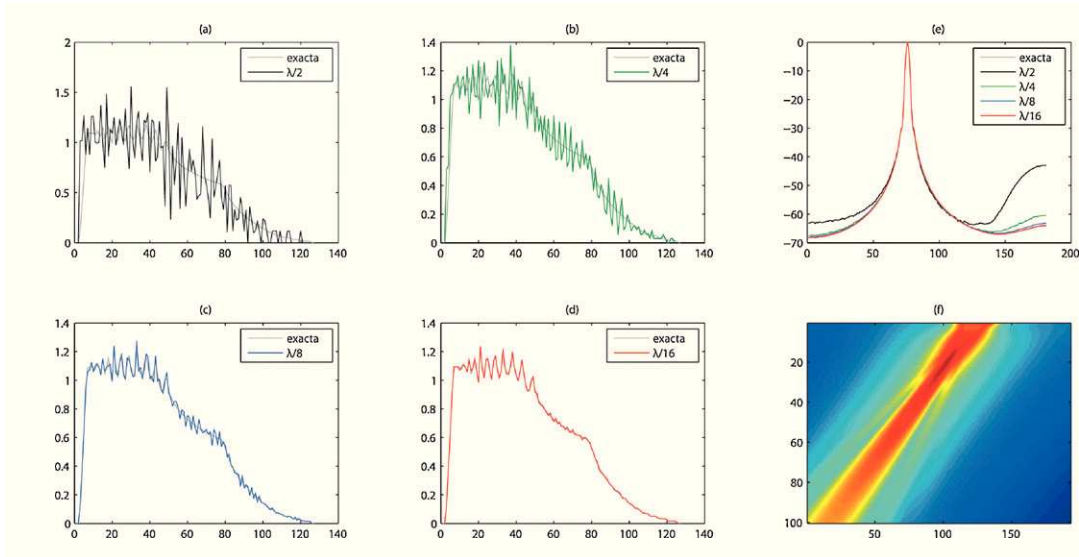 (a)
2
1.5
1
0.5
0
0 20 40 60 80 100 120 140
exacta
λ/2
(b)
1.4
1.2
1
0.8
0.6
0.4
0.2
0
0 20 40 60 80 100 120 140
exacta
λ/4
(e)
0
−10
−20
−30
−40
−50
−60
−70
0 50 100 150 200
exacta
λ/2
λ/4
λ/8
λ/16
(c)
1.4
1.2
1
0.8
0.6
0.4
0.2
0
0 20 40 60 80 100 120 140
exacta
λ/8
(d)
1.4
1.2
1
0.8
0.6
0.4
0.2
0
0 20 40 60 80 100 120 140
exacta
λ/16
(f)
20
40
60
80
100
50 100 150